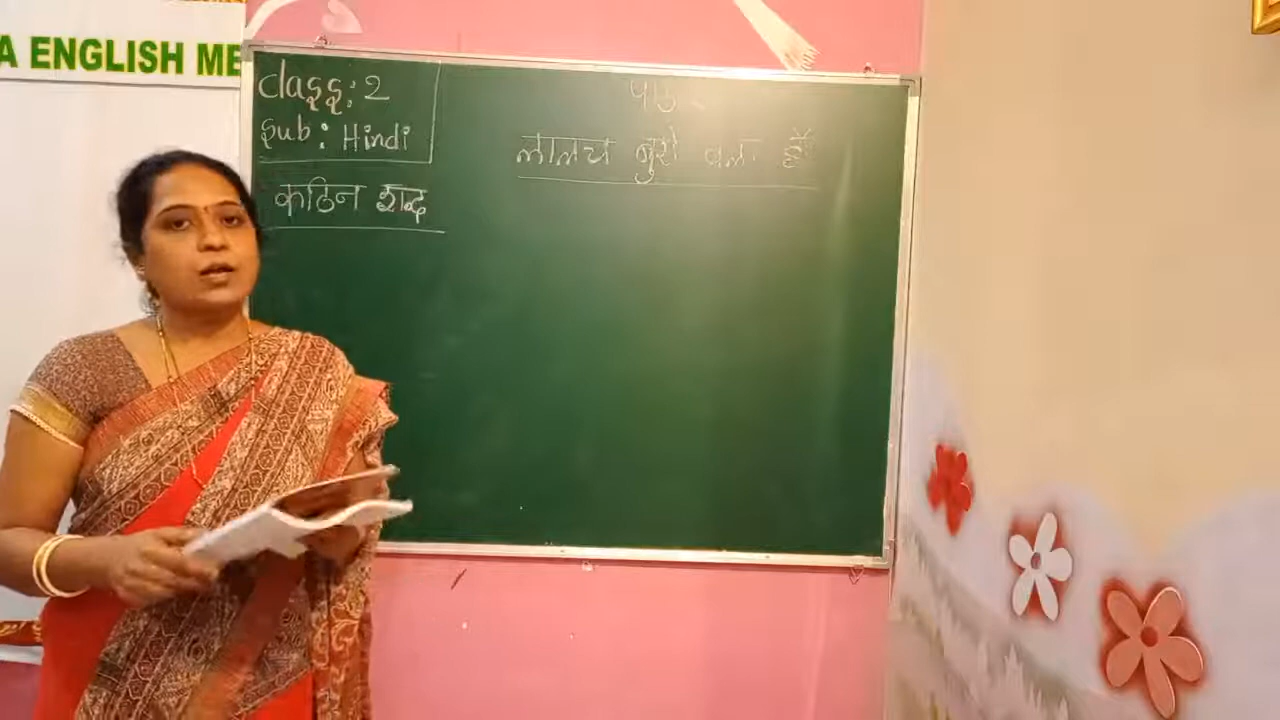 A ENGLISH ME
Class: 2
Sub: Hindi
कठिन शब्द
लालच बुरी बला है